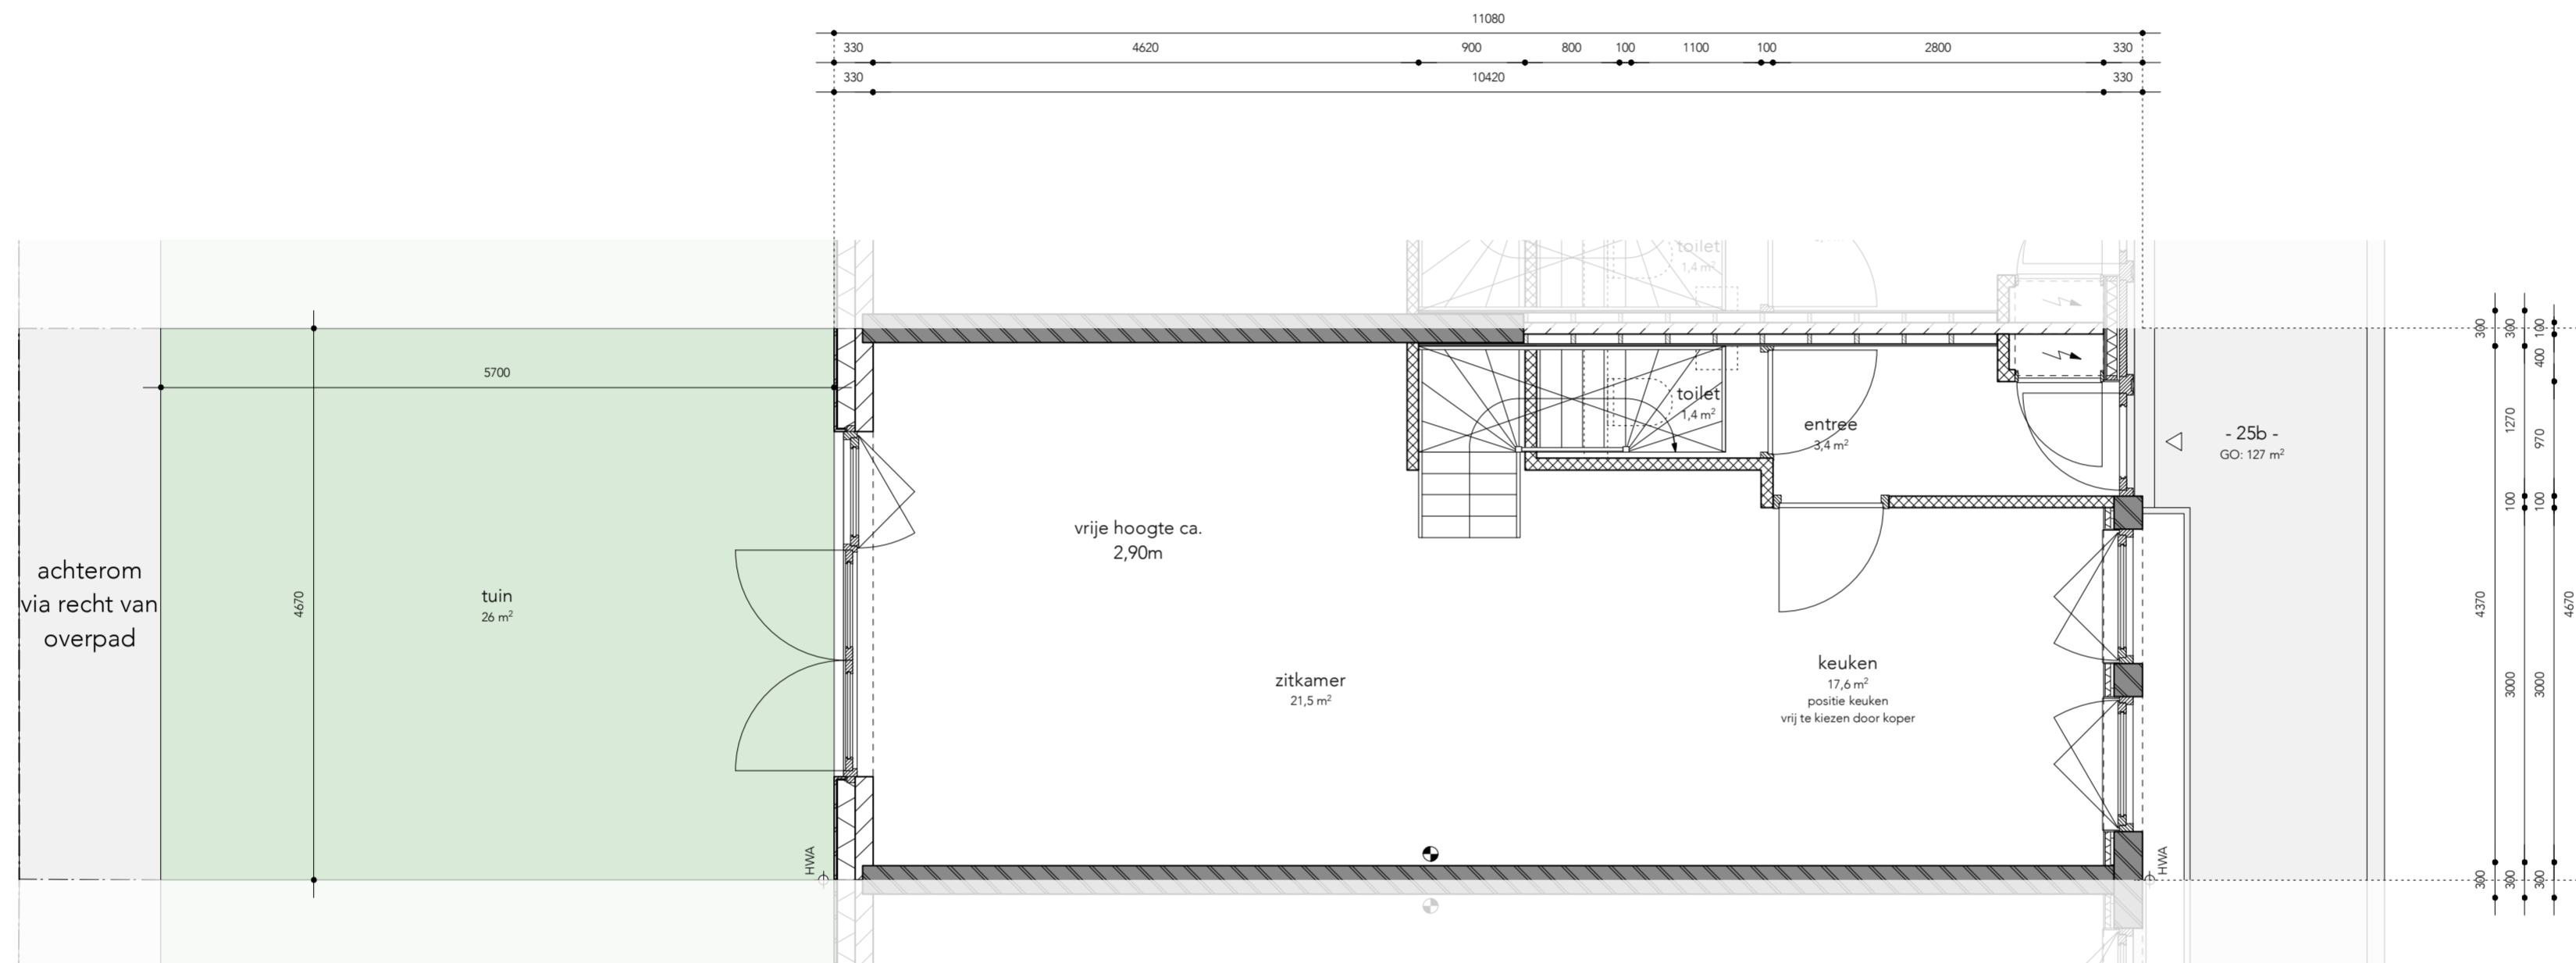 11080
330
4620
900
800
100
1100
100
2800
330
330
10420
330
toilet
1,4 m²
5700
toilet
1,4 m²
entree
3,4 m²
- 25b -
GO: 127 m²
vrije hoogte ca.
2,90m
achterom
via recht van
overpad
tuin
26 m²
4670
zitkamer
21,5 m²
keuken
17,6 m²
positie keuken
vrij te kiezen door koper
HWA
HWA
300
4370
300
300
1270
100
3000
300
100
400
970
100
3000
300
4670